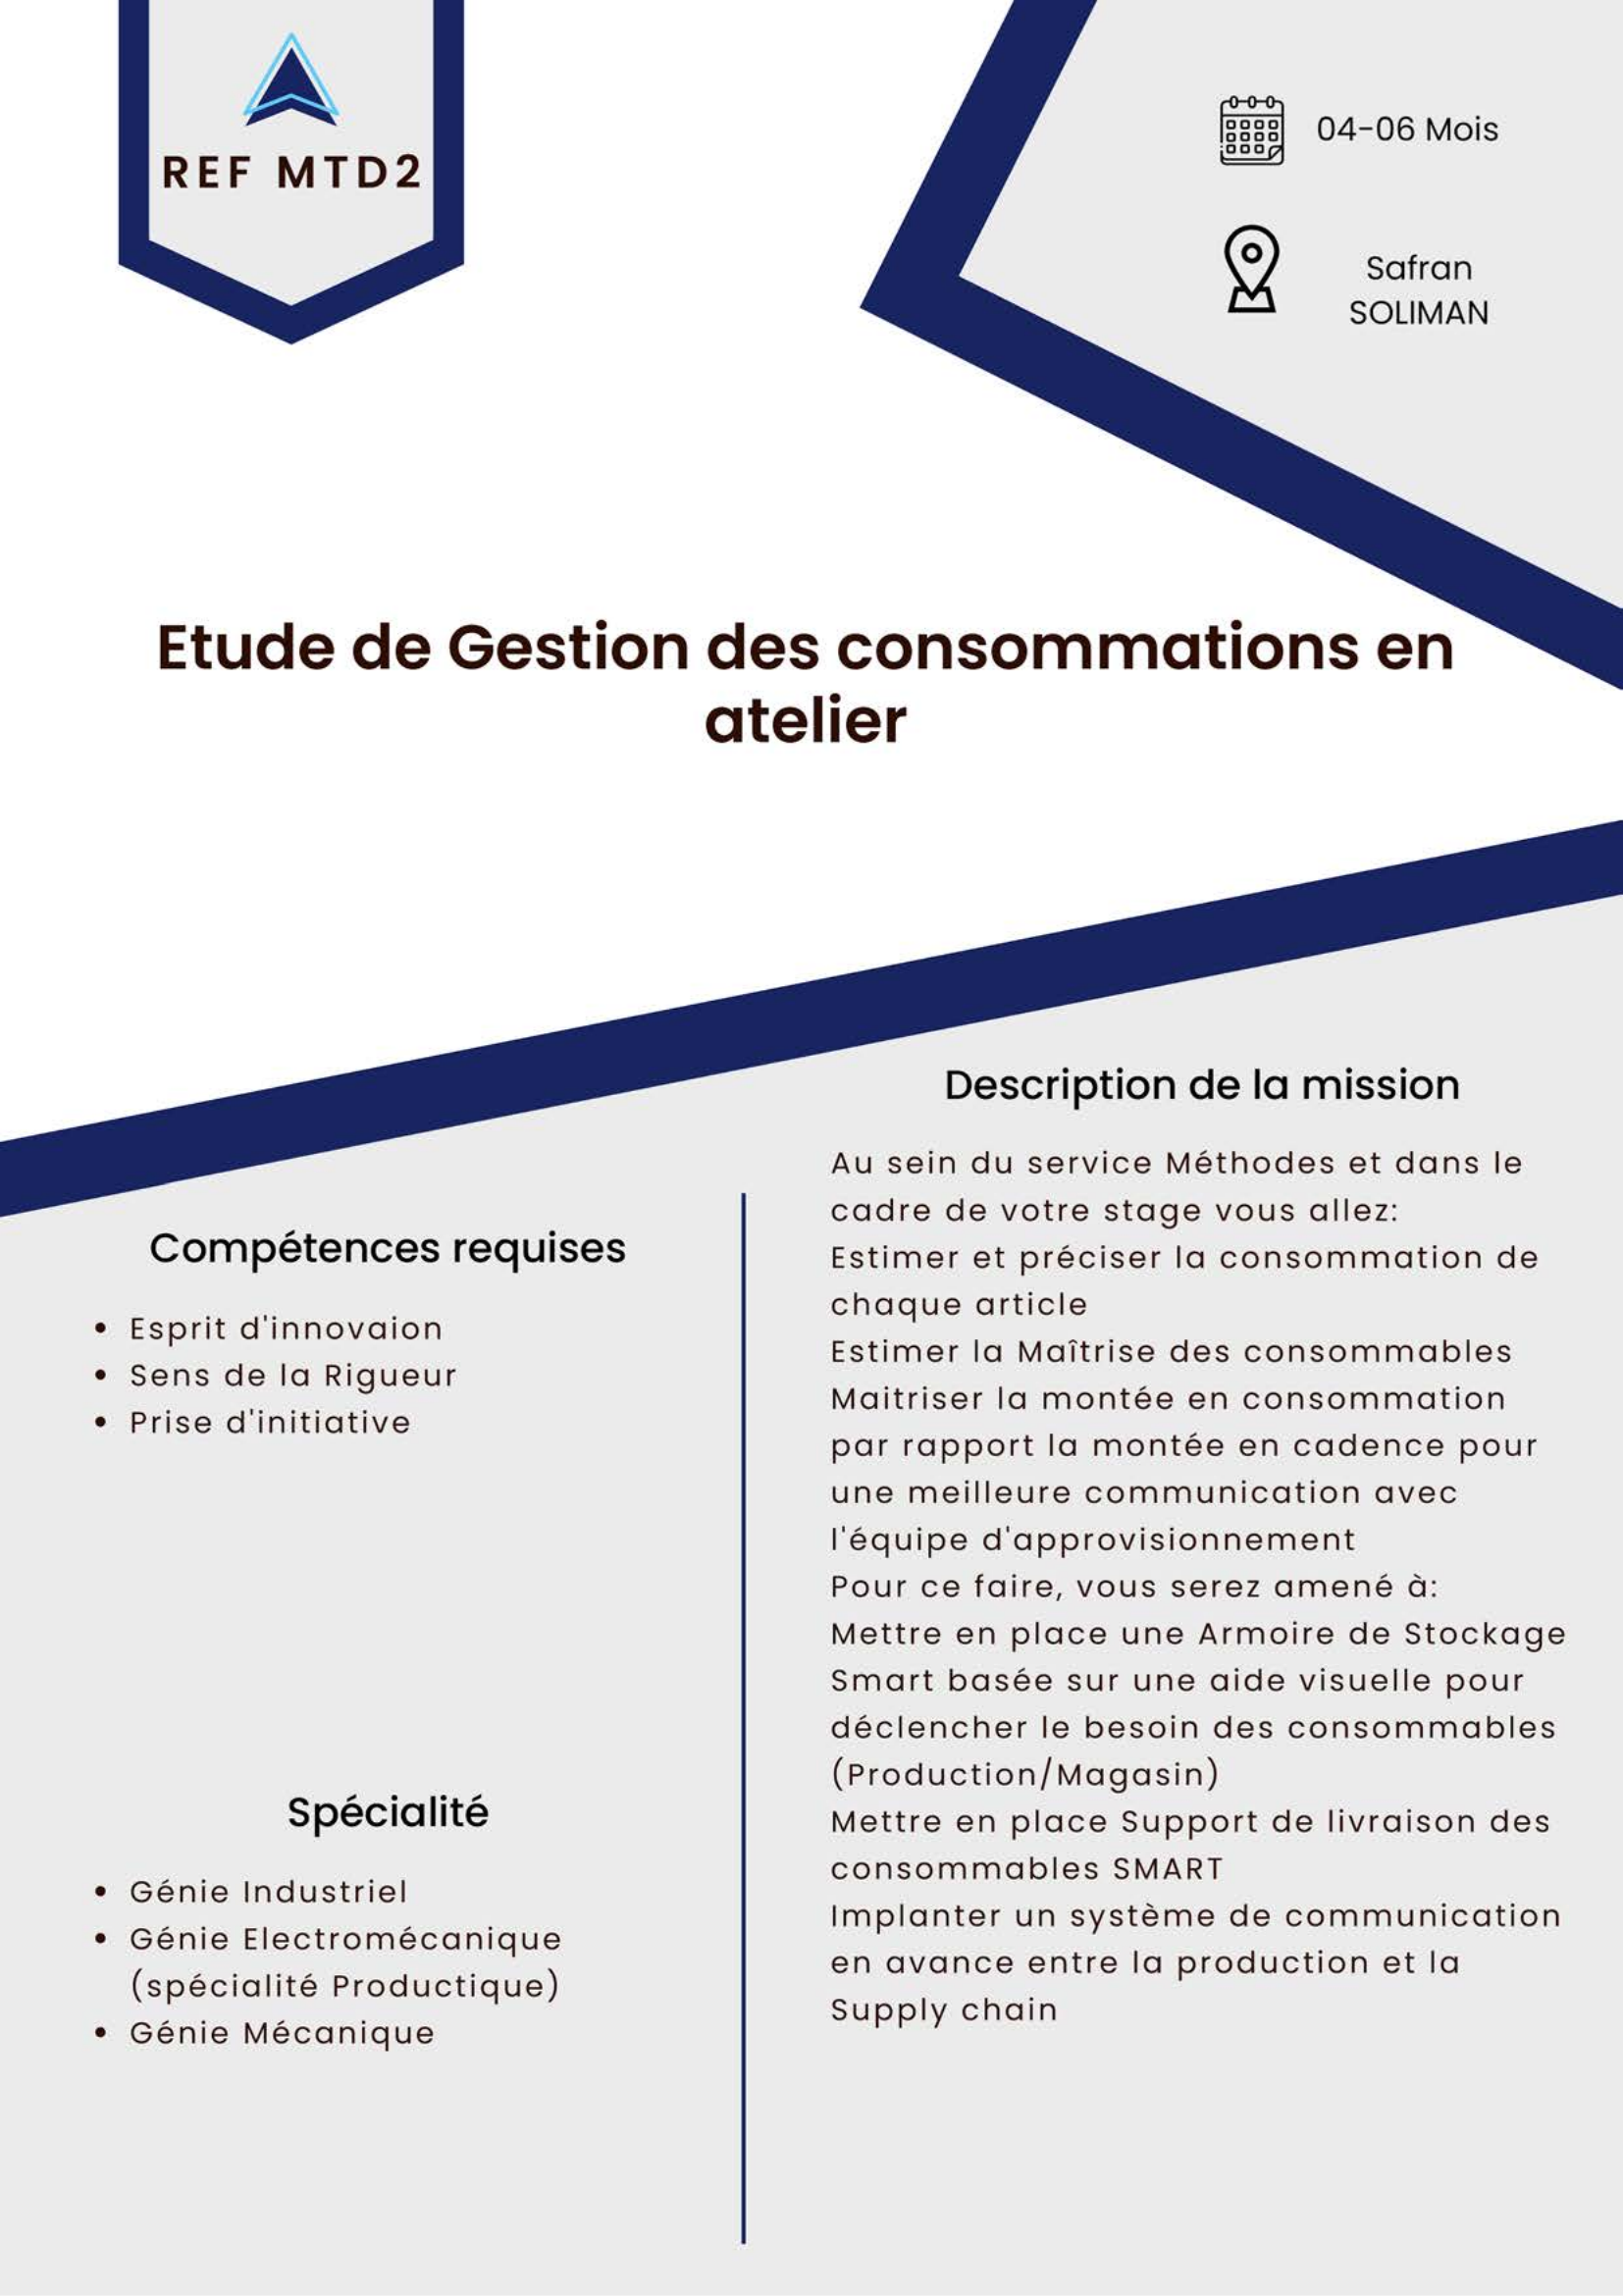 REF MTD2
04-06 Mois
Safran
SOLIMAN
Etude de Gestion des consommations en
atelier
Compétences requises
• Esprit d'innovaion
• Sens de la Rigueur
• Prise d'initiative
Spécialité
• Génie Industriel
• Génie Electromécanique
(spécialité Productique)
• Génie Mécanique
Description de la mission
Au sein du service Méthodes et dans le
cadre de votre stage vous allez:
Estimer et préciser la consommation de
chaque article
Estimer la Maîtrise des consommables
Maitriser la montée en consommation
par rapport la montée en cadence pour
une meilleure communication avec
l'équipe d'approvisionnement
Pour ce faire, vous serez amené à:
Mettre en place une Armoire de Stockage
Smart basée sur une aide visuelle pour
déclencher le besoin des consommables
(Production/Magasin)
Mettre en place Support de livraison des
consommables SMART
Implanter un système de communication
en avance entre la production et la
Supply chain